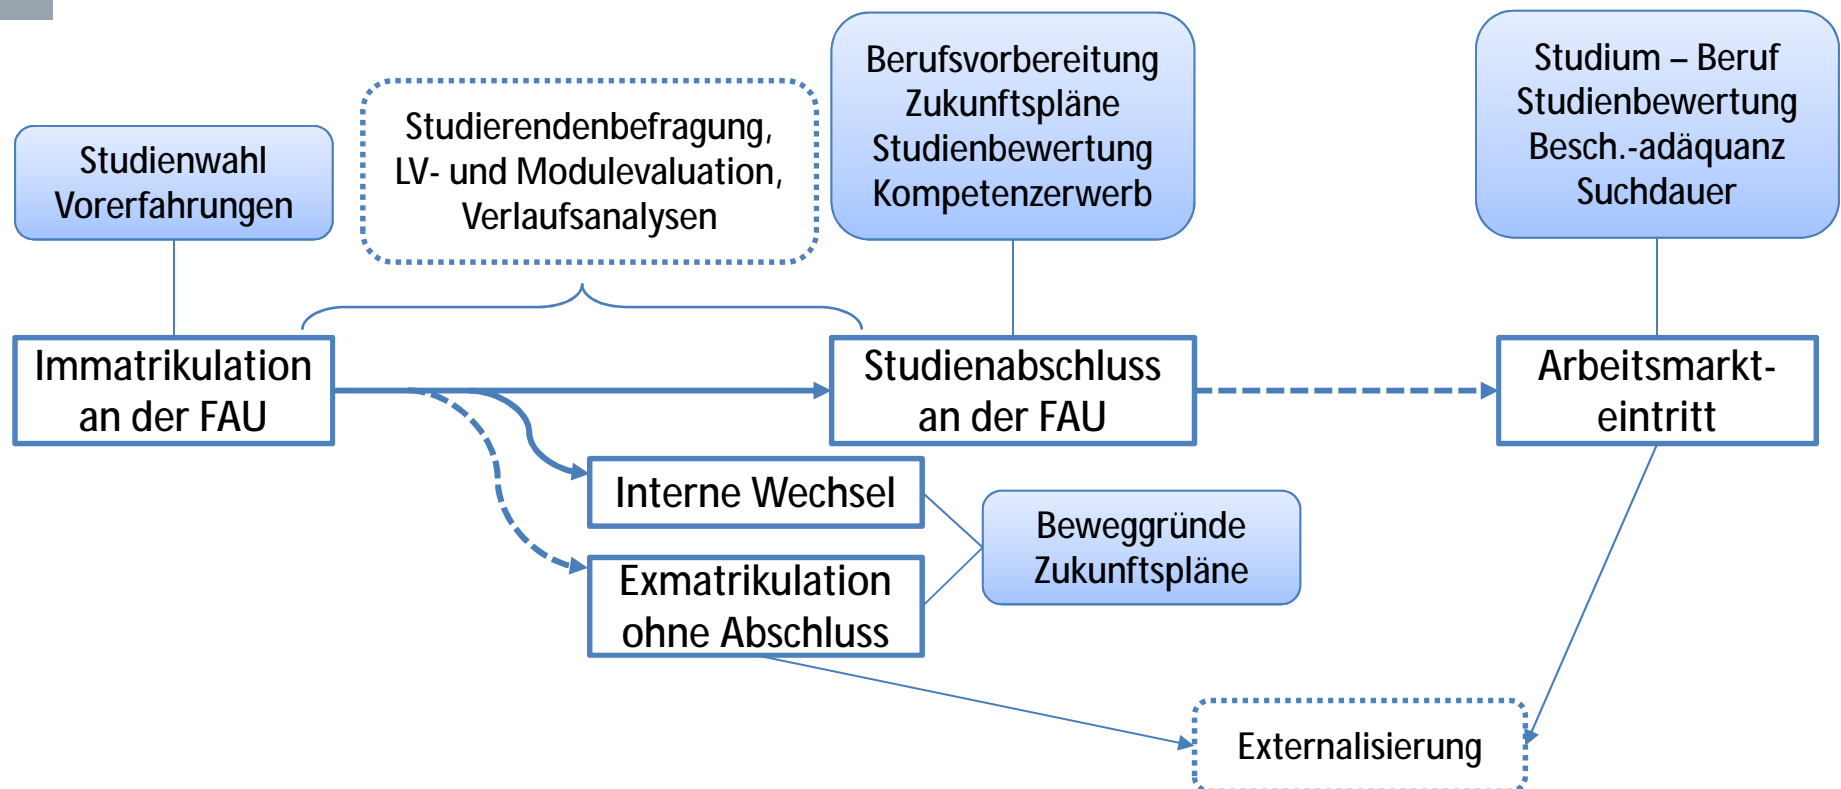 Studienwahl
Vorerfahrungen
Studierendenbefragung,
LV- und Modulevaluation,
Verlaufsanalysen
Berufsvorbereitung
Zukunftspläne
Studienbewertung
Kompetenzerwerb
Studium – Beruf
Studienbewertung
Besch.-adäquanz
Suchdauer
Immatrikulation
an der FAU
Studienabschluss
an der FAU
Arbeitsmarkt-
eintritt
Interne Wechsel
Exmatrikulation
ohne Abschluss
Beweggründe
Zukunftspläne
Externalisierung